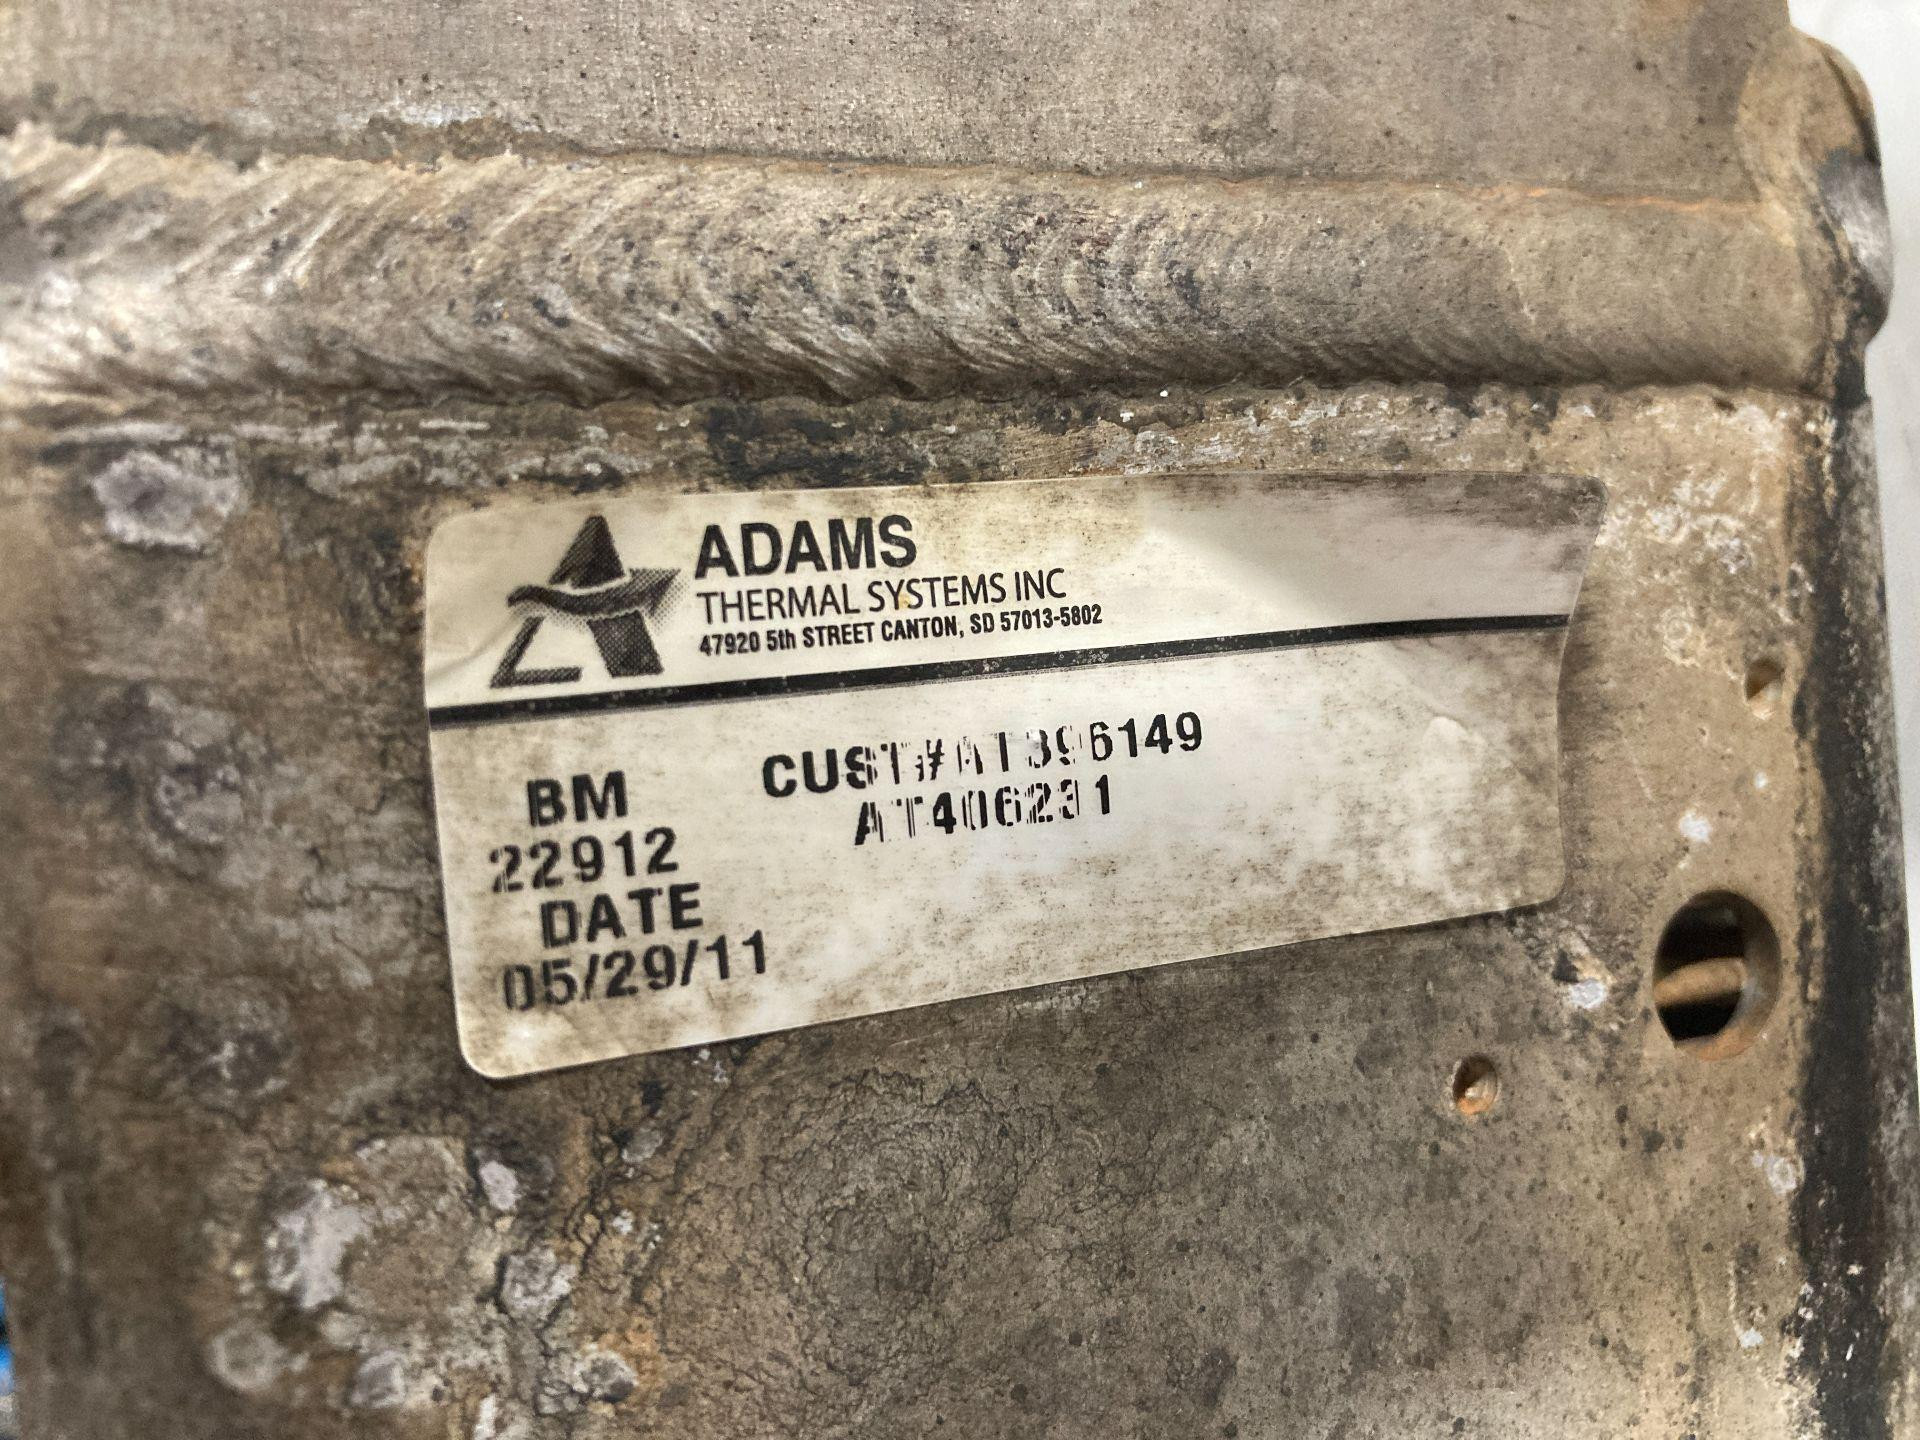 ADAMS
THERMAL SYSTEMS INC
47920 5th STREET CANTON, SD 57013-5802
BM
22912
DATE
05/29/11
CUST#AT396149
AT406231